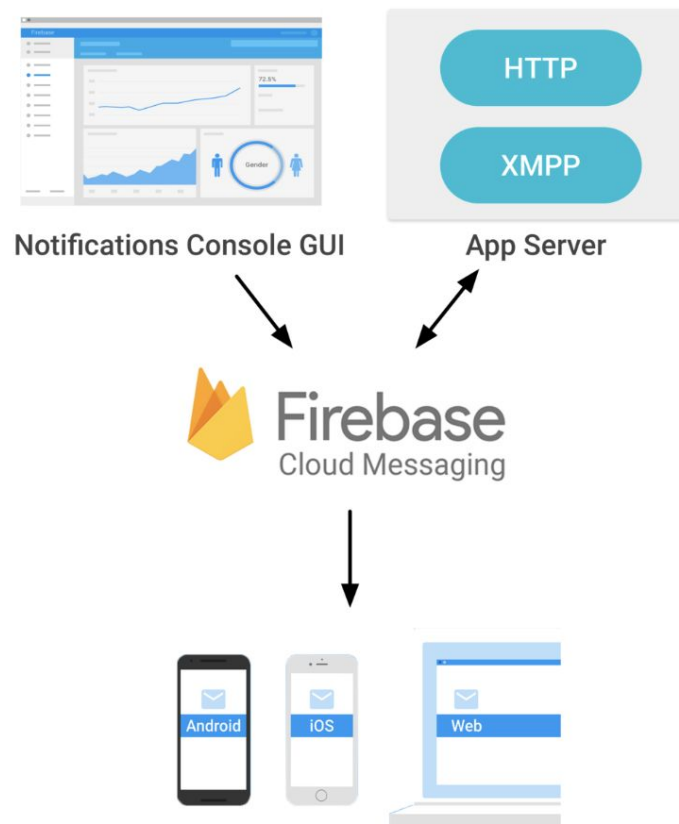 Firebase
72.5%
Gender
HTTP
XMPP
Notifications Console GUI
App Server
Firebase
Cloud Messaging
Android
iOS
Web